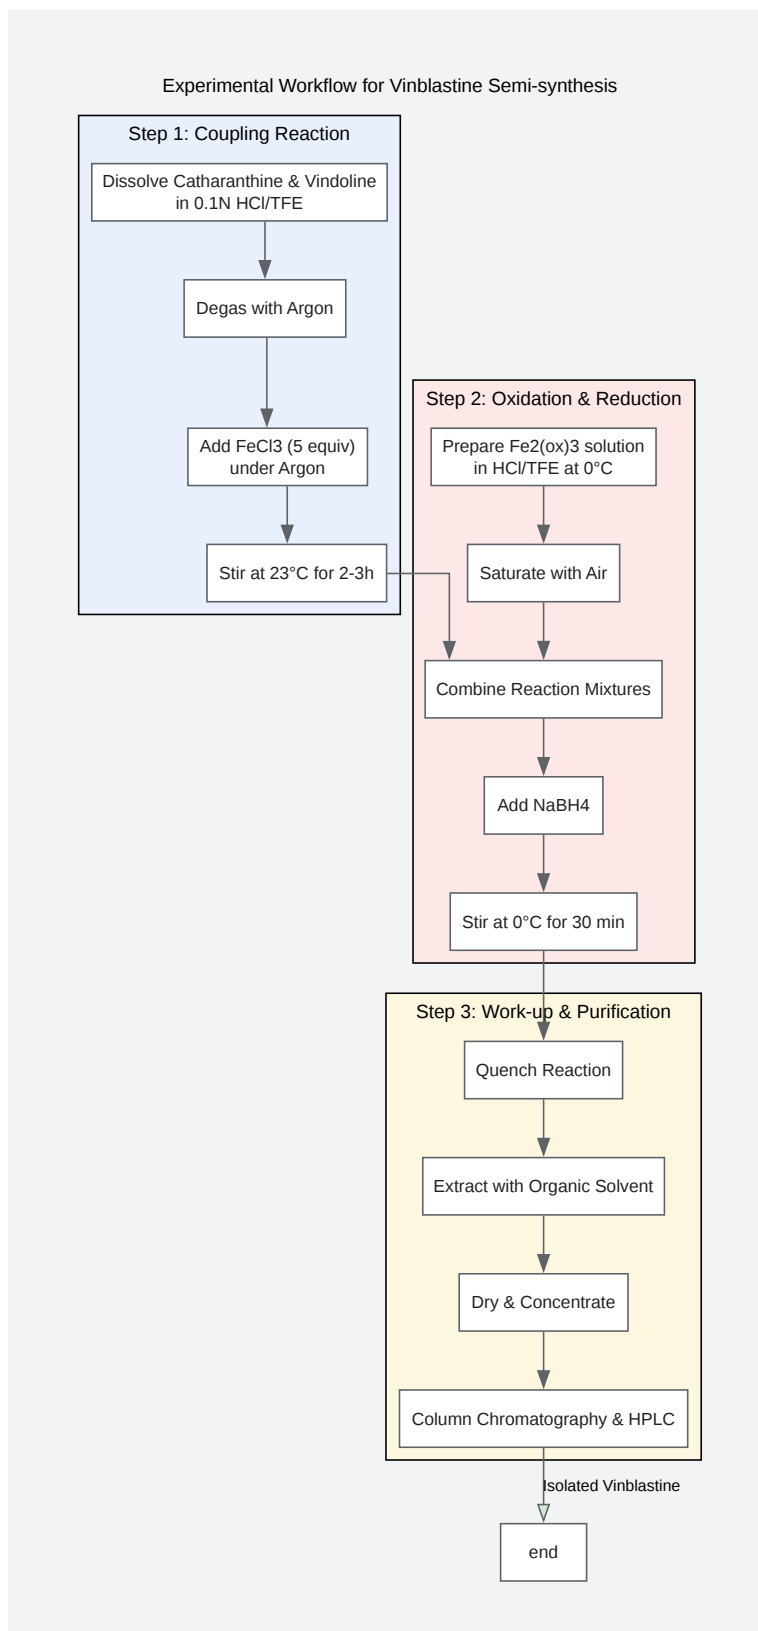 Experimental Workflow for Vinblastine Semi-synthesis
Step 1: Coupling Reaction
Dissolve Catharanthine & Vindoline
in 0.1N HCl/TFE
Degas with Argon
Add FeCl3 (5 equiv)
under Argon
Stir at 23°C for 2-3h
Step 2: Oxidation & Reduction
Prepare Fe2(ox)3 solution
in HCl/TFE at 0°C
Saturate with Air
Combine Reaction Mixtures
Add NaBH4
Stir at 0°C for 30 min
Step 3: Work-up & Purification
Quench Reaction
Extract with Organic Solvent
Dry & Concentrate
Column Chromatography & HPLC
Isolated Vinblastine
end